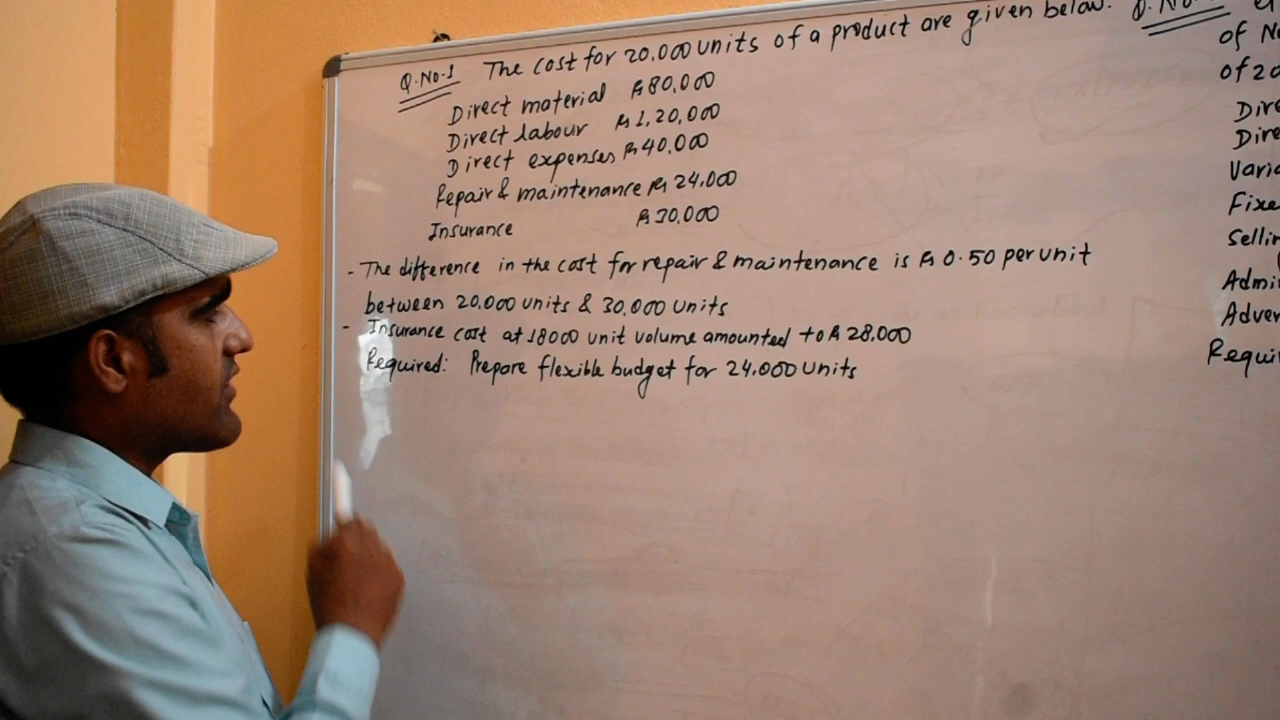 Q.No-1 The cost for 20,000 units of a product are given below.
Direct material Rs 80,000
Direct labour Rs 1,20,000
Direct expenses Rs 40,000
Repair & maintenance Rs 24,000
Insurance Rs 30,000
- The difference in the cost for repair & maintenance is Rs 0.50 per unit
between 20,000 units & 30,000 units
- Insurance cost at 18000 unit volume amounted to Rs 28,000
Required: Prepare flexible budget for 24,000 units
Q.No-
of
of
Dire
Dire
Varia
Fixe
Sellin
Admi
Adver
Requir